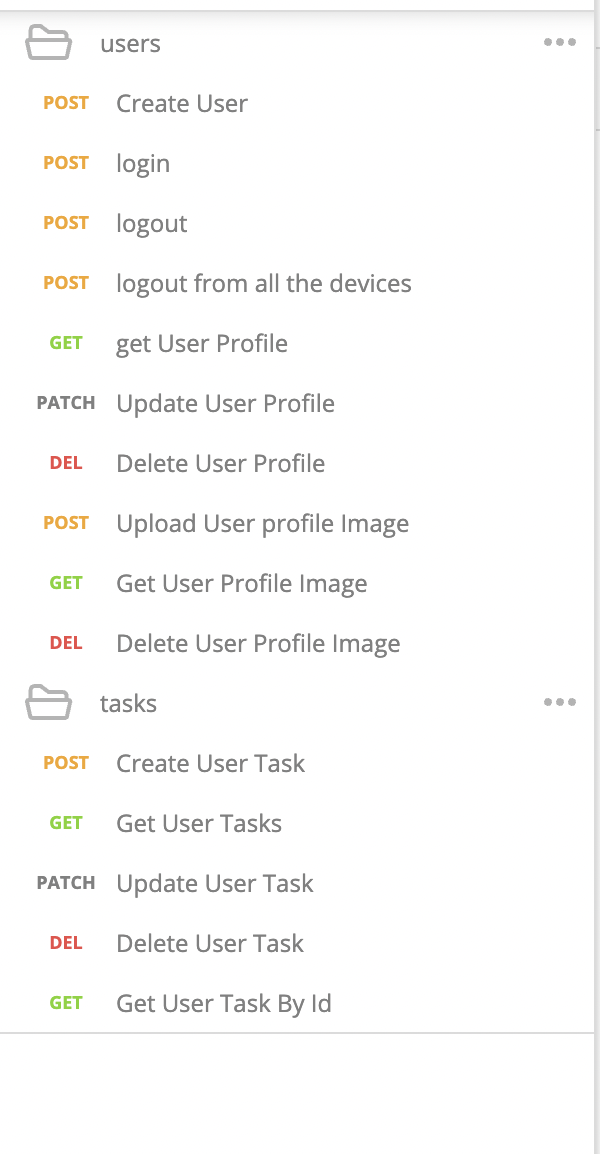 users
POST Create User
POST login
POST logout
POST logout from all the devices
GET get User Profile
PATCH Update User Profile
DEL Delete User Profile
POST Upload User profile Image
GET Get User Profile Image
DEL Delete User Profile Image
tasks
POST Create User Task
GET Get User Tasks
PATCH Update User Task
DEL Delete User Task
GET Get User Task By Id